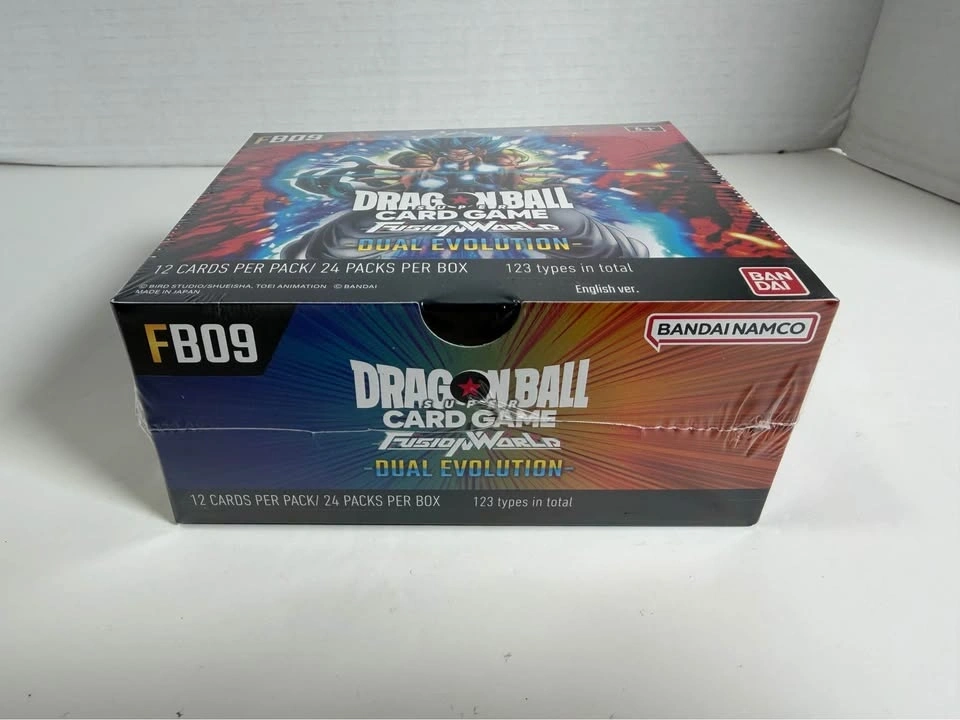 FB09
DRAGON BALL
SUPER
CARD GAME
FUSION WORLD
-DUAL EVOLUTION-
12 CARDS PER PACK/ 24 PACKS PER BOX 123 types in total
© BIRD STUDIO/SHUEISHA, TOEI ANIMATION © BANDAI
MADE IN JAPAN
English ver.
BAN
DAI
FB09
BANDAI NAMCO
DRAGON BALL
SUPER
CARD GAME
FUSION WORLD
-DUAL EVOLUTION-
12 CARDS PER PACK/ 24 PACKS PER BOX 123 types in total